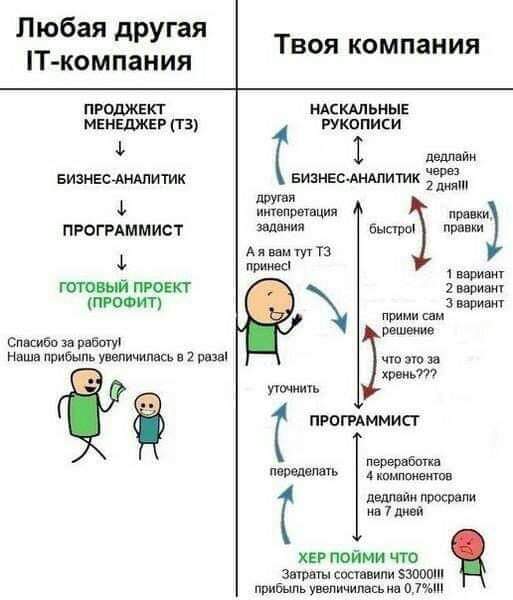 Любая другая
IT-компания
ПРОДЖЕКТ
МЕНЕДЖЕР (ТЗ)
БИЗНЕС-АНАЛИТИК
ПРОГРАММИСТ
ГОТОВЫЙ ПРОЕКТ
(ПРОФИТ)
Спасибо за работу!
Наша прибыль увеличилась в 2 раза!
Твоя компания
НАСКАЛЬНЫЕ
РУКОПИСИ
БИЗНЕС-АНАЛИТИК
дедлайн
через
2 дня!!!
другая
интепретация
задания
быстро!
правки,
правки
А я вам тут ТЗ
принес!
1 вариант
2 вариант
3 вариант
прими сам
решение
что это за
хрень???
уточнить
ПРОГРАММИСТ
переделать
переработка
4 компонентов
дедлайн просрали
на 7 дней
ХЕР ПОЙМИ ЧТО
Затраты составили $3000!!!
прибыль увеличилась на 0,7%!!!